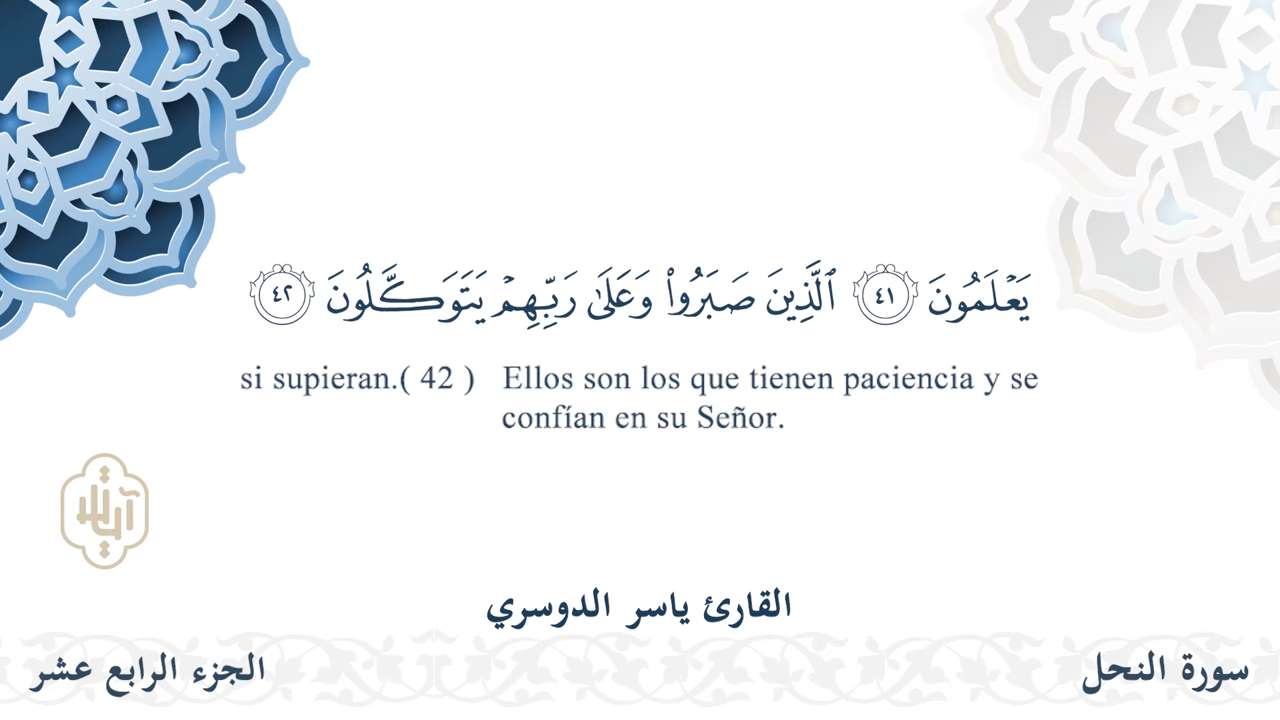 يَعۡلَمُونَ ٤١ ٱلَّذِينَ صَبَرُواْ وَعَلَىٰ رَبِّهِمۡ يَتَوَكَّلُونَ ٤٢
si supieran.( 42 ) Ellos son los que tienen paciencia y se
confían en su Señor.
آيات
القارئ ياسر الدوسري
سورة النحل
الجزء الرابع عشر